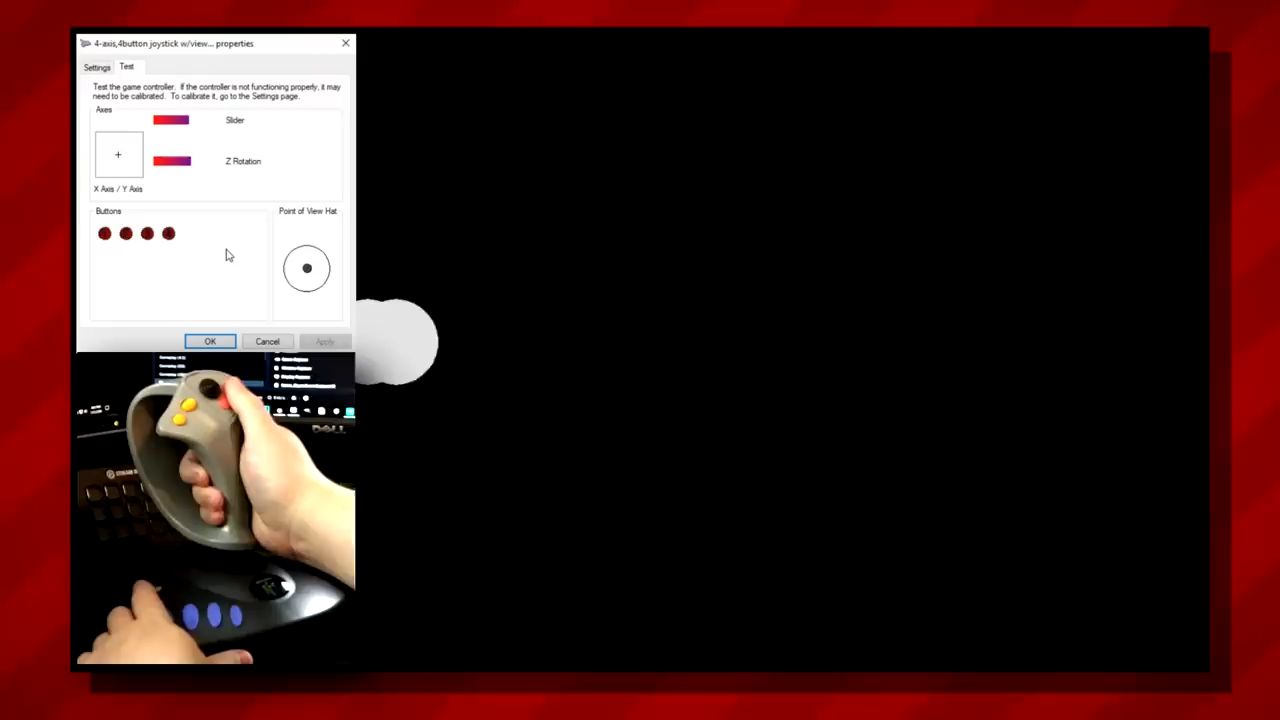 4-axis,4button joystick w/view... properties
Settings
Test
Test the game controller. If the controller is not functioning properly, it may
need to be calibrated. To calibrate it, go to the Settings page.
Axes
Slider
Z Rotation
X Axis / Y Axis
Buttons
Point of View Hat
OK
Cancel
Apply
DELL